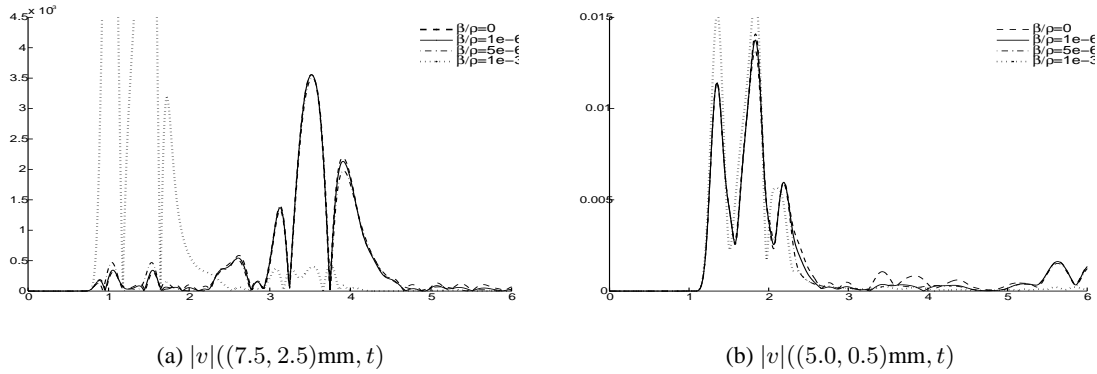 x 10⁻³
4.5
4
3.5
3
2.5
2
1.5
1
0.5
0
0 1 2 3 4 5 6
β/ρ=0
β/ρ=1e−6
β/ρ=5e−6
β/ρ=1e−3
0.015
0.01
0.005
0
0 1 2 3 4 5 6
β/ρ=0
β/ρ=1e−6
β/ρ=5e−6
β/ρ=1e−3
(a) |v|((7.5, 2.5)mm, t)
(b) |v|((5.0, 0.5)mm, t)